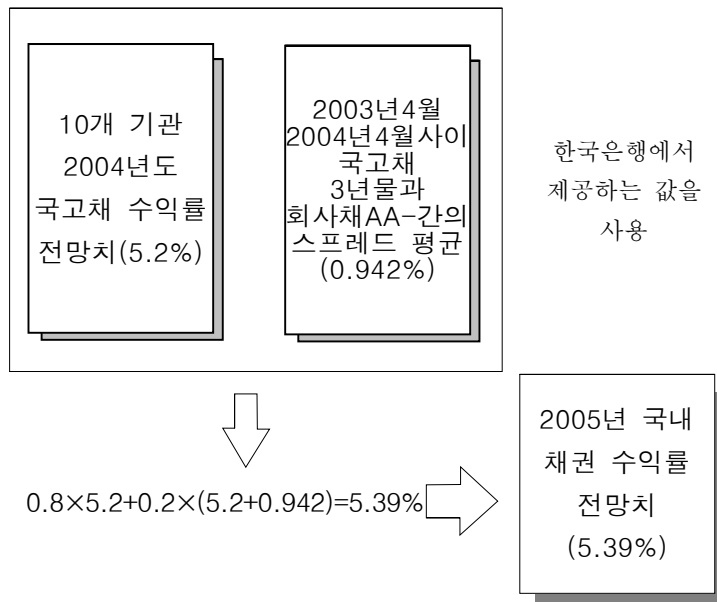 10개 기관
2004년도
국고채 수익률
전망치(5.2%)
2003년4월
2004년4월사이
국고채
3년물과
회사채AA-간의
스프레드 평균
(0.942%)
한국은행에서
제공하는 값을
사용
0.8×5.2+0.2×(5.2+0.942)=5.39%
2005년 국내
채권 수익률
전망치
(5.39%)